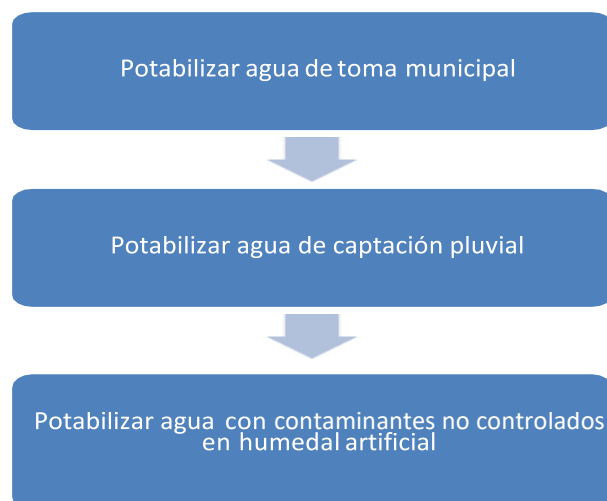 Potabilizar agua de toma municipal
Potabilizar agua de captación pluvial
Potabilizar agua con contaminantes no controlados
en humedal artificial